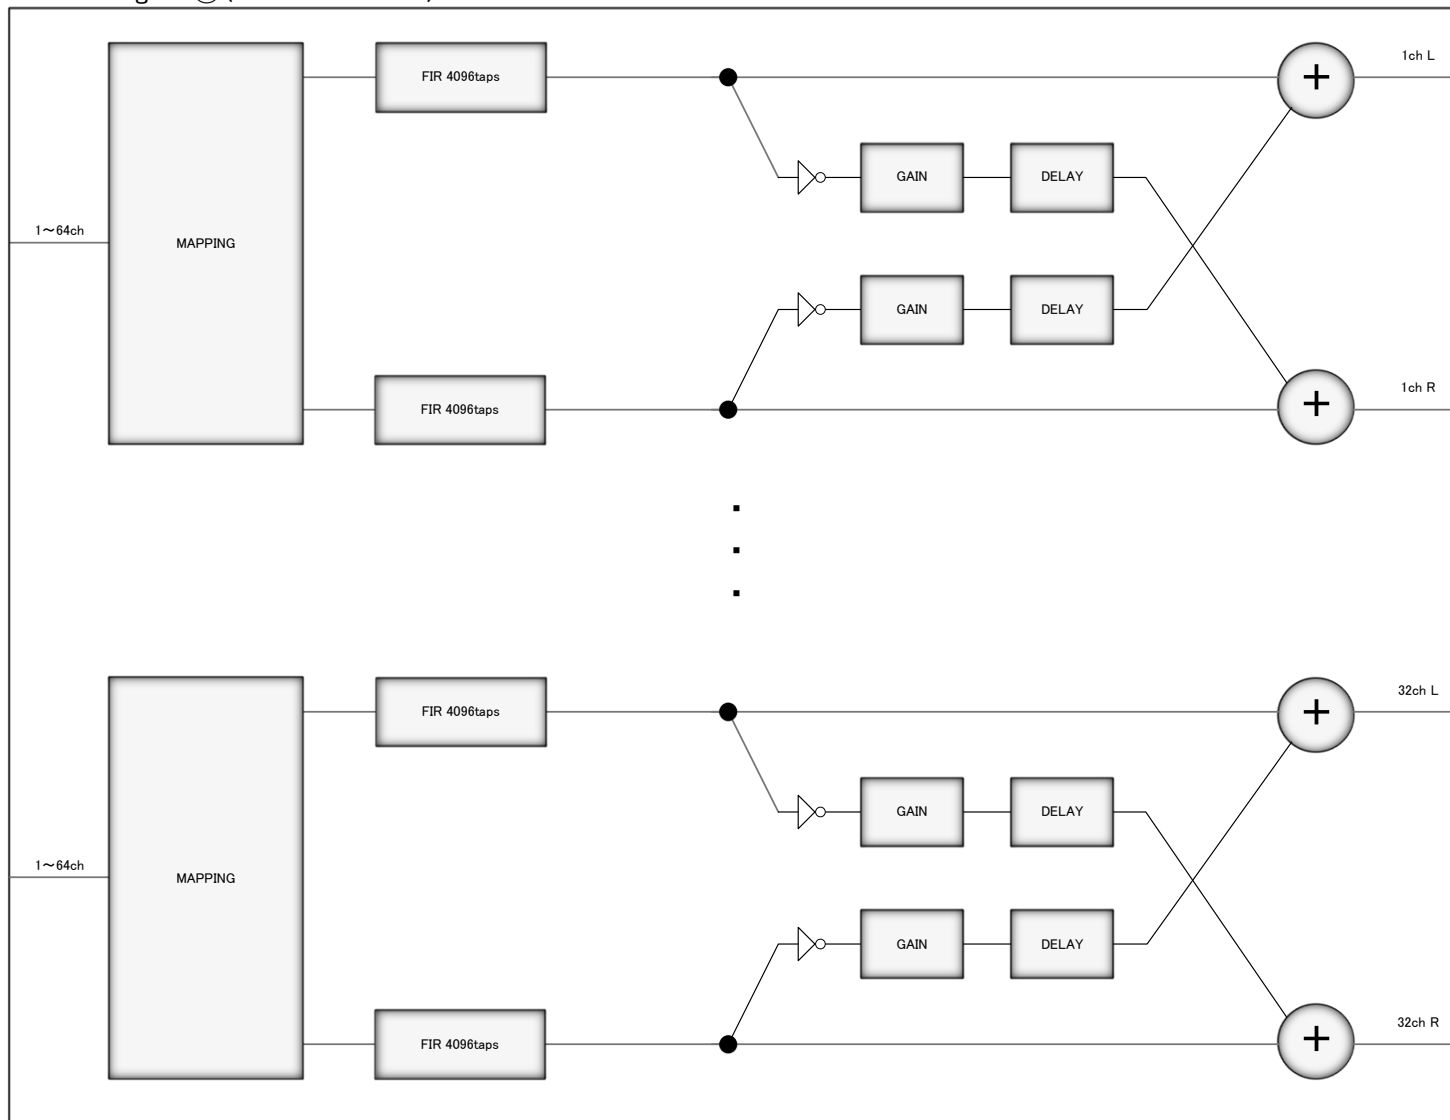 1ch L
FIR 4096taps
GAIN
DELAY
1～64ch
MAPPING
GAIN
DELAY
1ch R
FIR 4096taps
32ch L
FIR 4096taps
GAIN
DELAY
1～64ch
MAPPING
GAIN
DELAY
32ch R
FIR 4096taps